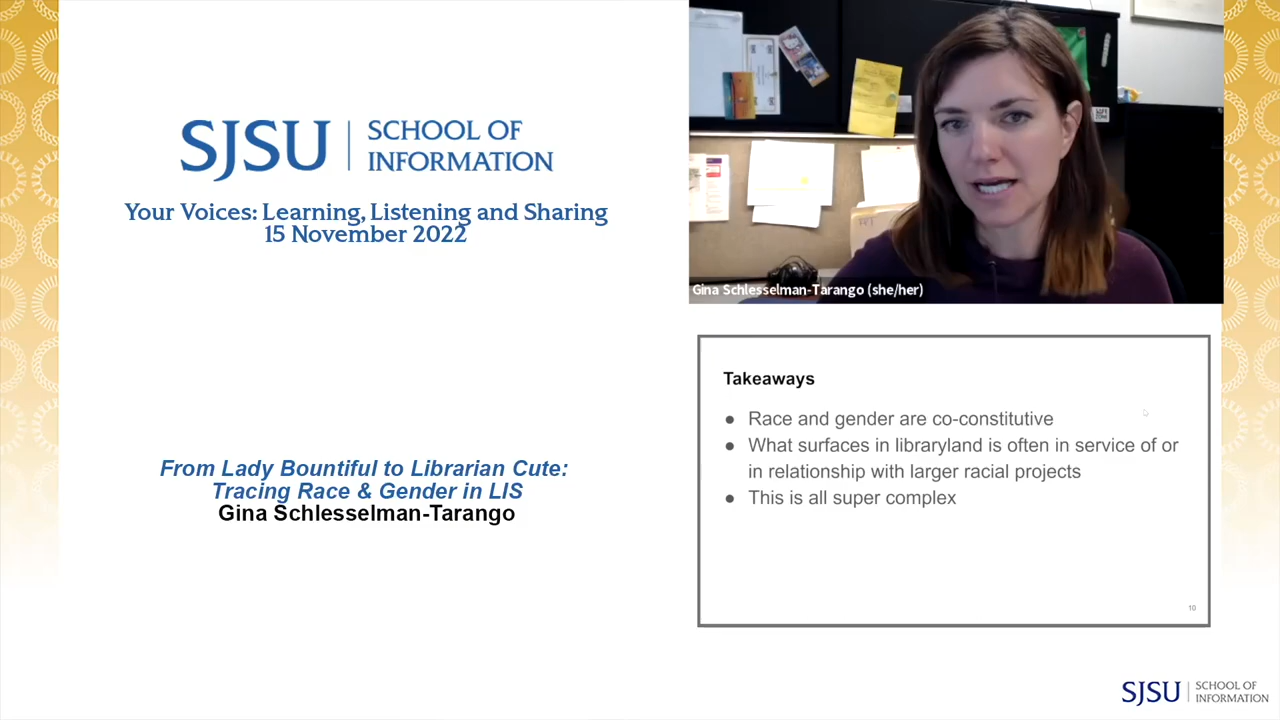 SJSU
SCHOOL OF
INFORMATION
Your Voices: Learning, Listening and Sharing
15 November 2022
From Lady Bountiful to Librarian Cute:
Tracing Race & Gender in LIS
Gina Schlesselman-Tarango
Gina Schlesselman-Tarango (she/her)
Takeaways
● Race and gender are co-constitutive
● What surfaces in libraryland is often in service of or
in relationship with larger racial projects
● This is all super complex
10
SJSU
SCHOOL OF
INFORMATION